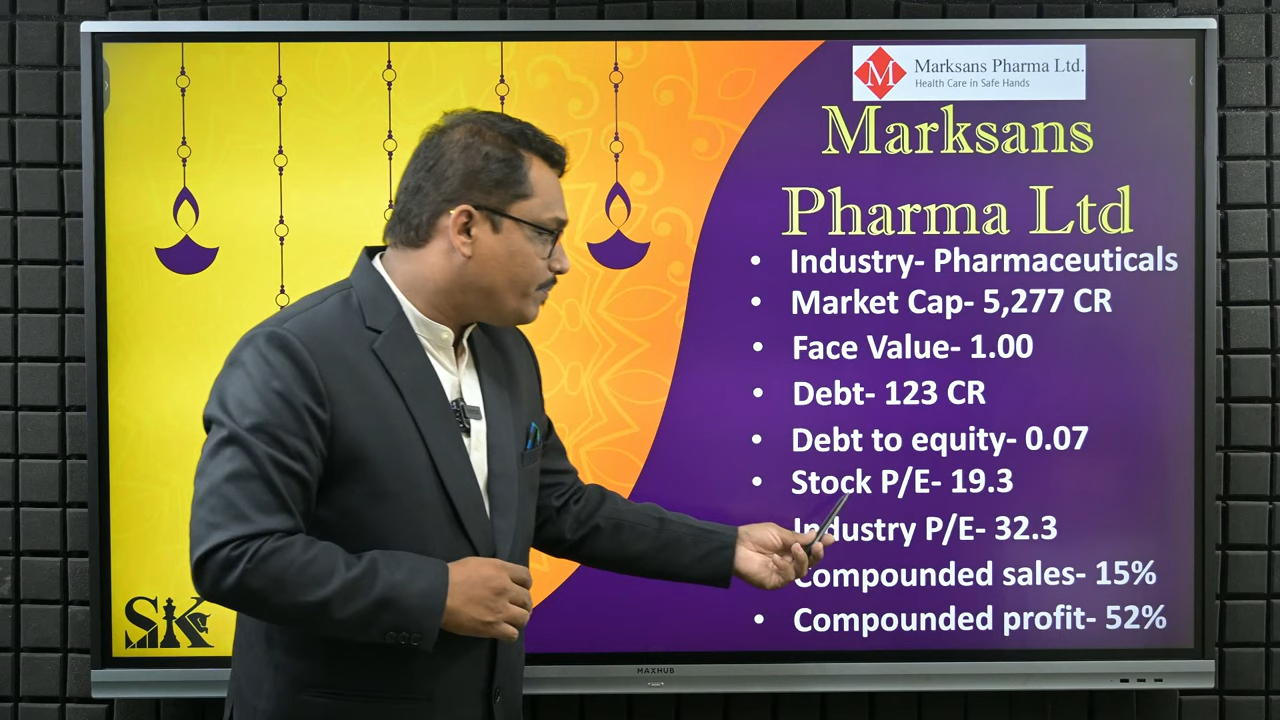 Marksans Pharma Ltd.
Health Care in Safe Hands
Marksans
Pharma Ltd
• Industry- Pharmaceuticals
• Market Cap- 5,277 CR
• Face Value- 1.00
• Debt- 123 CR
• Debt to equity- 0.07
• Stock P/E- 19.3
Industry P/E- 32.3
Compounded sales- 15%
• Compounded profit- 52%
SK
MAXHUB